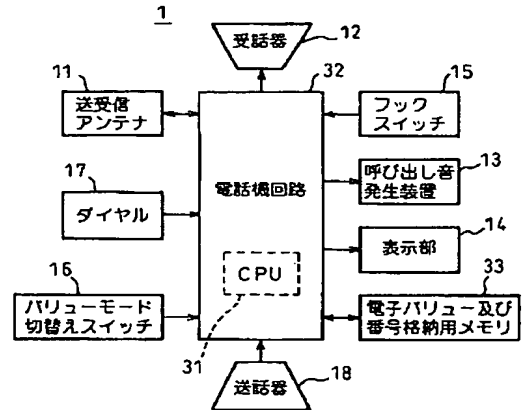 1
受話器
12
11
32
15
送受信
アンテナ
フック
スイッチ
17
呼び出し音
発生装置
13
ダイヤル
電話機回路
14
表示部
16
CPU
33
バリューモード
切替えスイッチ
電子バリュー及び
番号格納用メモリ
31
送話器
18